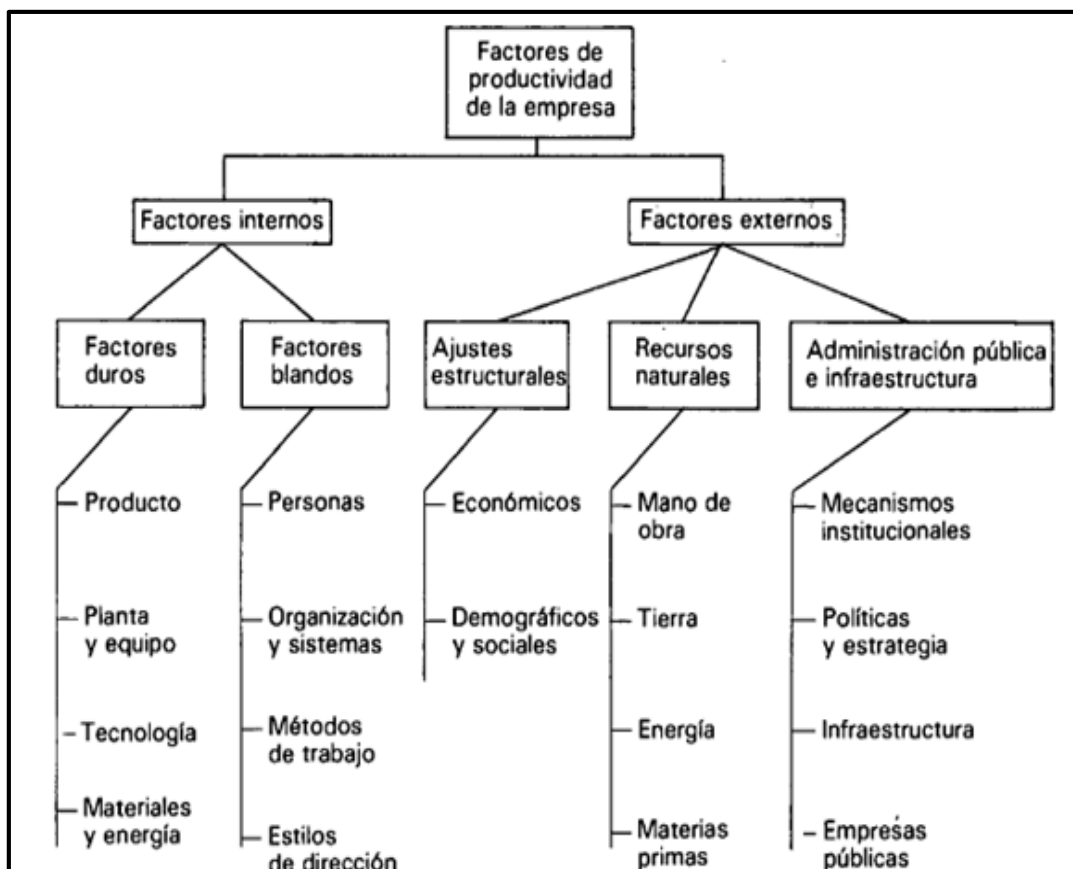 Factores de
productividad
de la empresa
Factores internos
Factores externos
Factores
duros
Factores
blandos
Ajustes
estructurales
Recursos
naturales
Administración pública
e infraestructura
Producto
Planta
y equipo
Tecnología
Materiales
y energía
Personas
Organización
y sistemas
Métodos
de trabajo
Estilos
de dirección
Económicos
Demográficos
y sociales
Mano de
obra
Tierra
Energía
Materias
primas
Mecanismos
institucionales
Políticas
y estrategia
Infraestructura
Empresas
públicas